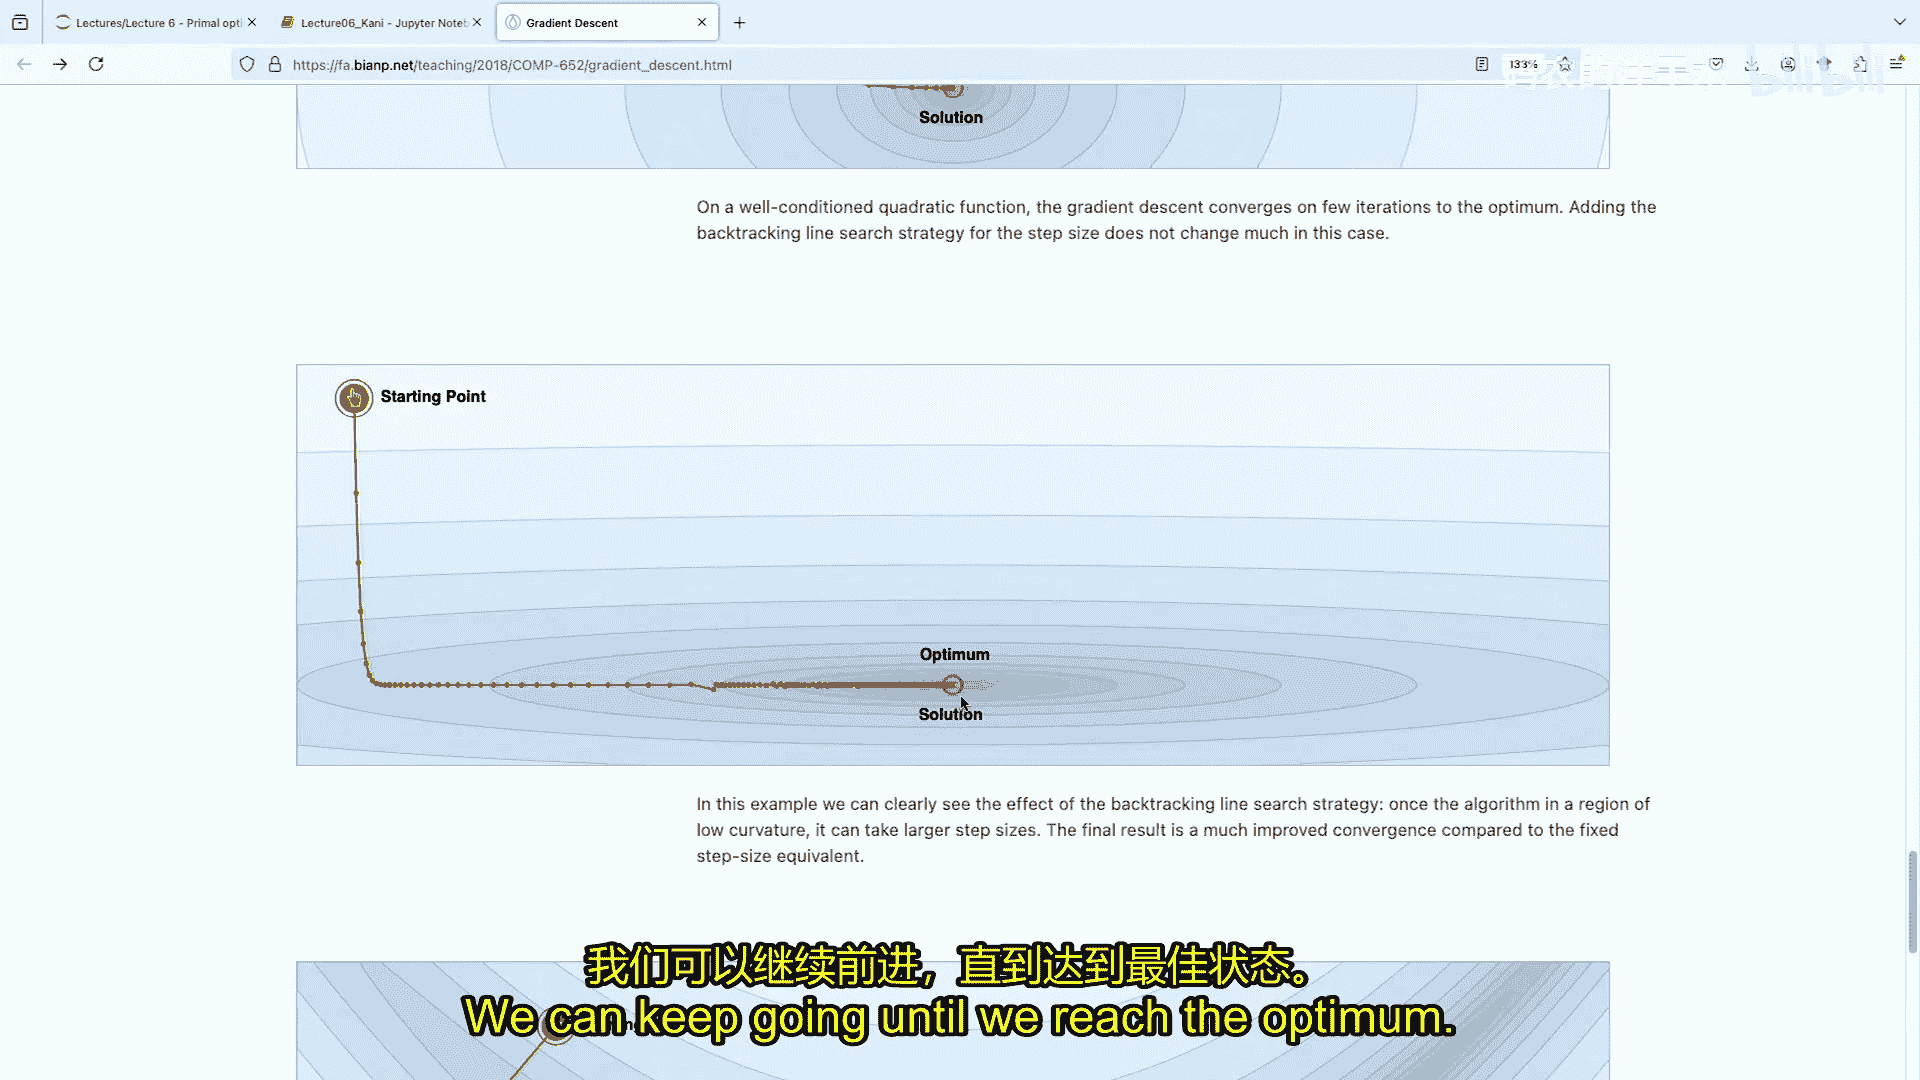 Lectures/Lecture 6 - Primal opti
Lecture06_Kani - Jupyter Noteb
Gradient Descent
https://fa.bianp.net/teaching/2018/COMP-652/gradient_descent.html
133%
Solution
On a well-conditioned quadratic function, the gradient descent converges on few iterations to the optimum. Adding the
backtracking line search strategy for the step size does not change much in this case.
Starting Point
Optimum
Solution
In this example we can clearly see the effect of the backtracking line search strategy: once the algorithm in a region of
low curvature, it can take larger step sizes. The final result is a much improved convergence compared to the fixed
step-size equivalent.
我们可以继续前进，直到达到最佳状态。
We can keep going until we reach the optimum.